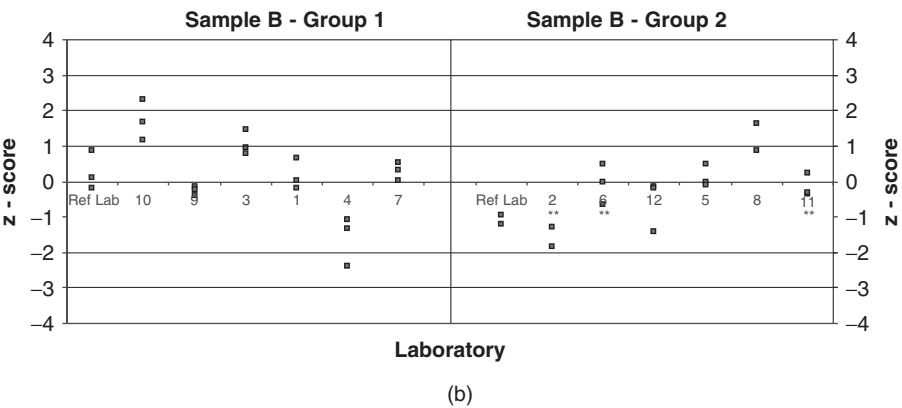 Sample B - Group 1 Sample B - Group 2
4 4
3 3
2 2
1 1
0 0
Ref Lab 10 9 3 1 4 7 Ref Lab 2 6 12 5 8 11
** ** **
–1 –1
–2 –2
–3 –3
–4 –4
z - score
z - score
Laboratory
(b)